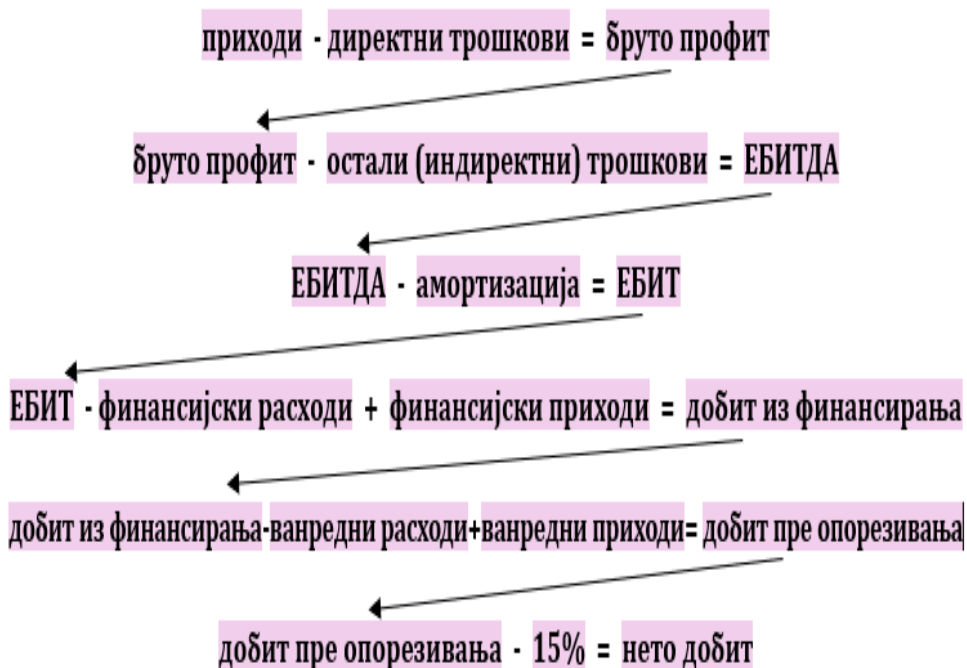 приходи - директни трошкови = бруто профит
бруто профит - остали (индиректни) трошкови = ЕБИТДА
ЕБИТДА - амортизација = ЕБИТ
ЕБИТ - финансијски расходи + финансијски приходи = добит из финансирања
добит из финансирања-ванредни расходи+ванредни приходи= добит пре опорезивања
добит пре опорезивања - 15% = нето добит